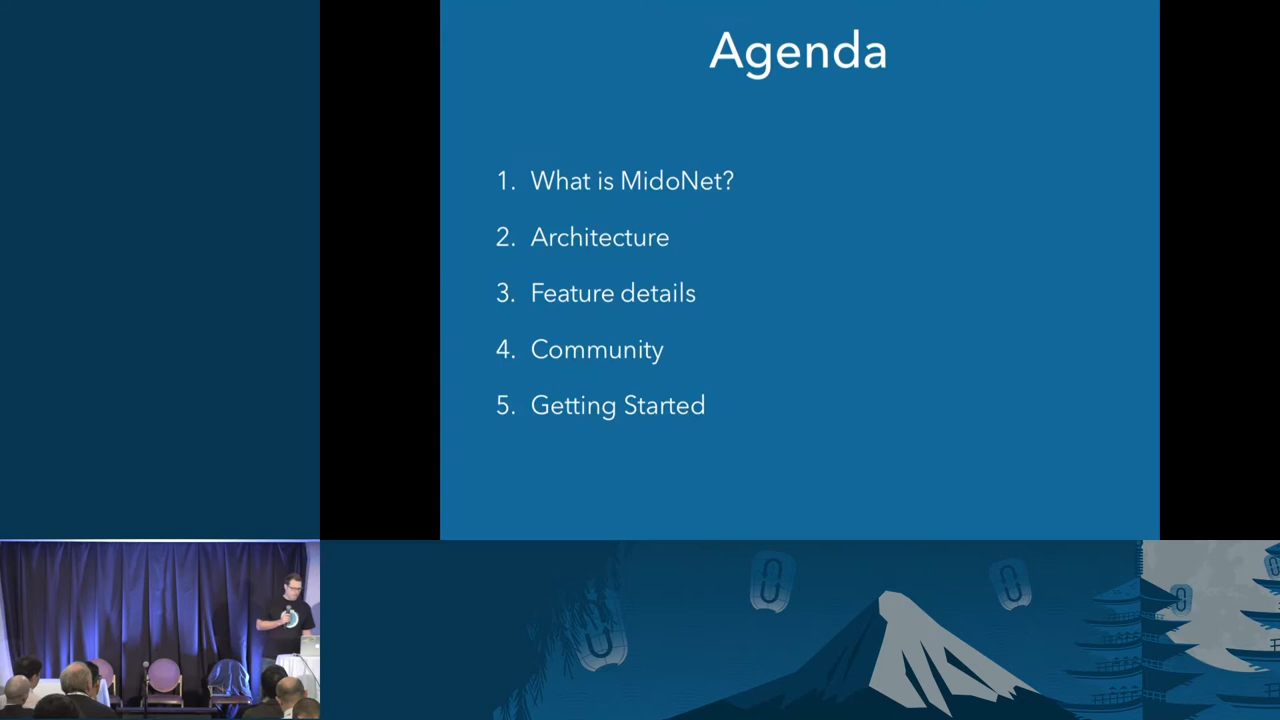 Agenda
1. What is MidoNet?
2. Architecture
3. Feature details
4. Community
5. Getting Started